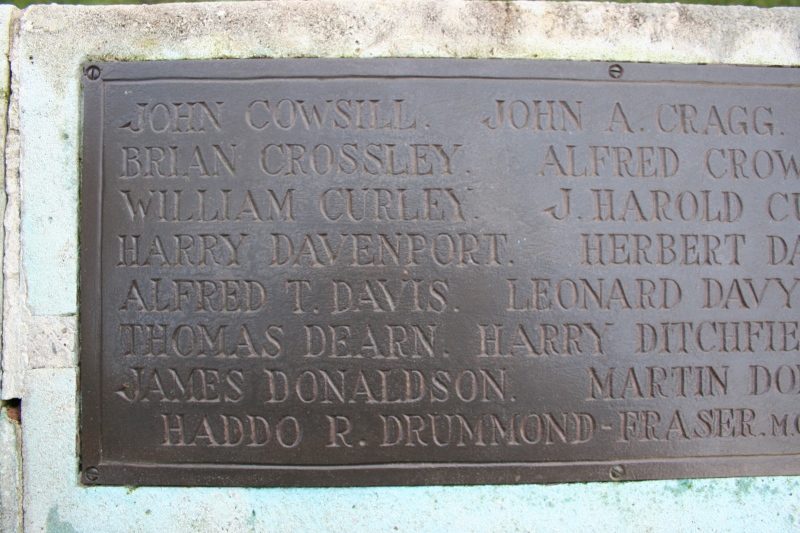 JOHN COWSILL. JOHN A. CRAGG.
BRIAN CROSSLEY. ALFRED CROW
WILLIAM CURLEY. J. HAROLD CU
HARRY DAVENPORT. HERBERT DA
ALFRED T. DAVIS. LEONARD DAVY
THOMAS DEARN. HARRY DITCHFIE
JAMES DONALDSON. MARTIN DO
HADDO R. DRUMMOND-FRASER. M.C